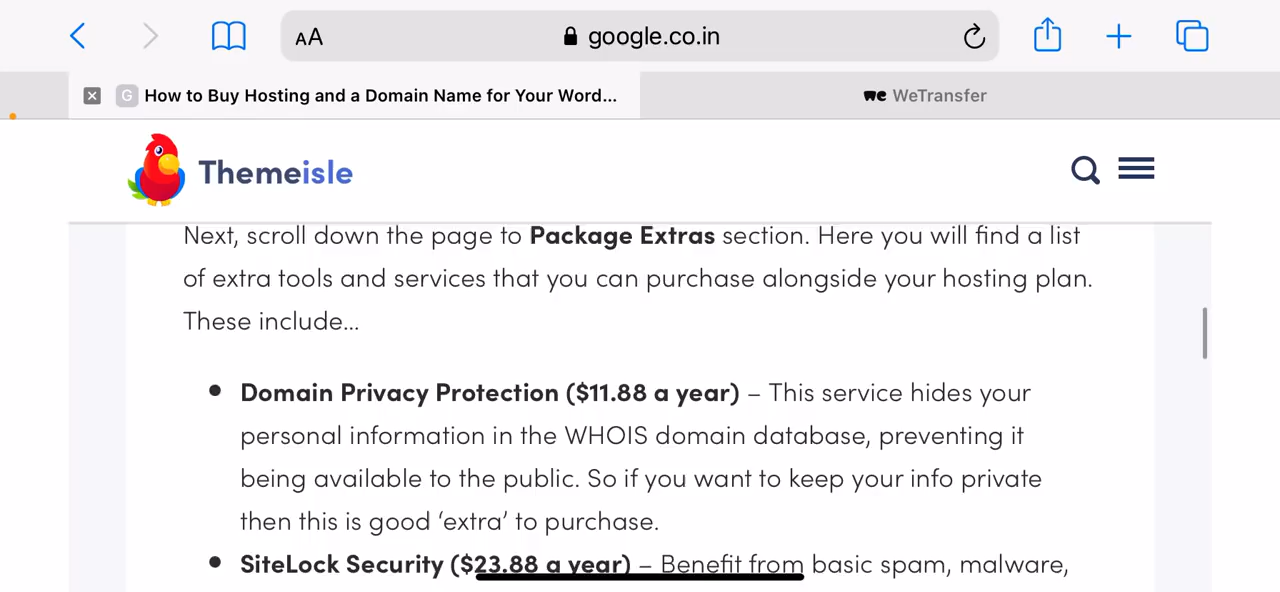 AA google.co.in
G How to Buy Hosting and a Domain Name for Your Word...
we WeTransfer
Themeisle
Next, scroll down the page to Package Extras section. Here you will find a list
of extra tools and services that you can purchase alongside your hosting plan.
These include...
• Domain Privacy Protection ($11.88 a year) – This service hides your
personal information in the WHOIS domain database, preventing it
being available to the public. So if you want to keep your info private
then this is good ‘extra’ to purchase.
• SiteLock Security ($23.88 a year) – Benefit from basic spam, malware,